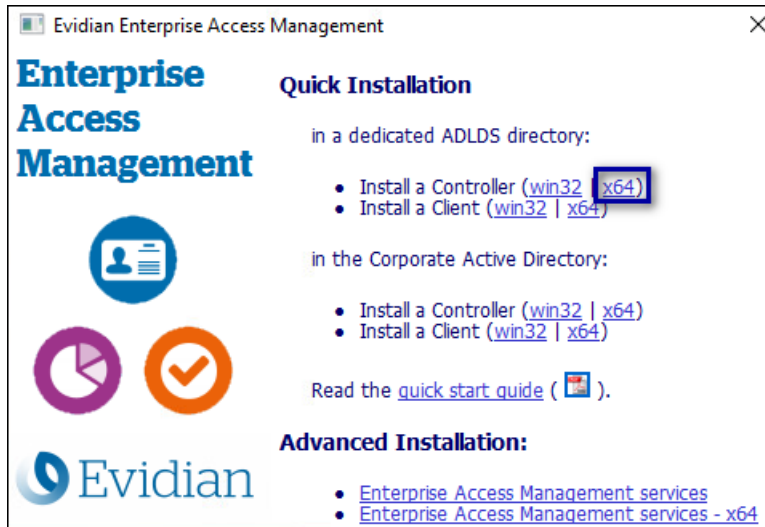 Evidian Enterprise Access Management
Enterprise
Access
Management
Quick Installation
in a dedicated ADLDS directory:
• Install a Controller (win32 | x64)
• Install a Client (win32 | x64)
in the Corporate Active Directory:
• Install a Controller (win32 | x64)
• Install a Client (win32 | x64)
Read the quick start guide ( ).
Advanced Installation:
• Enterprise Access Management services
• Enterprise Access Management services - x64
Evidian